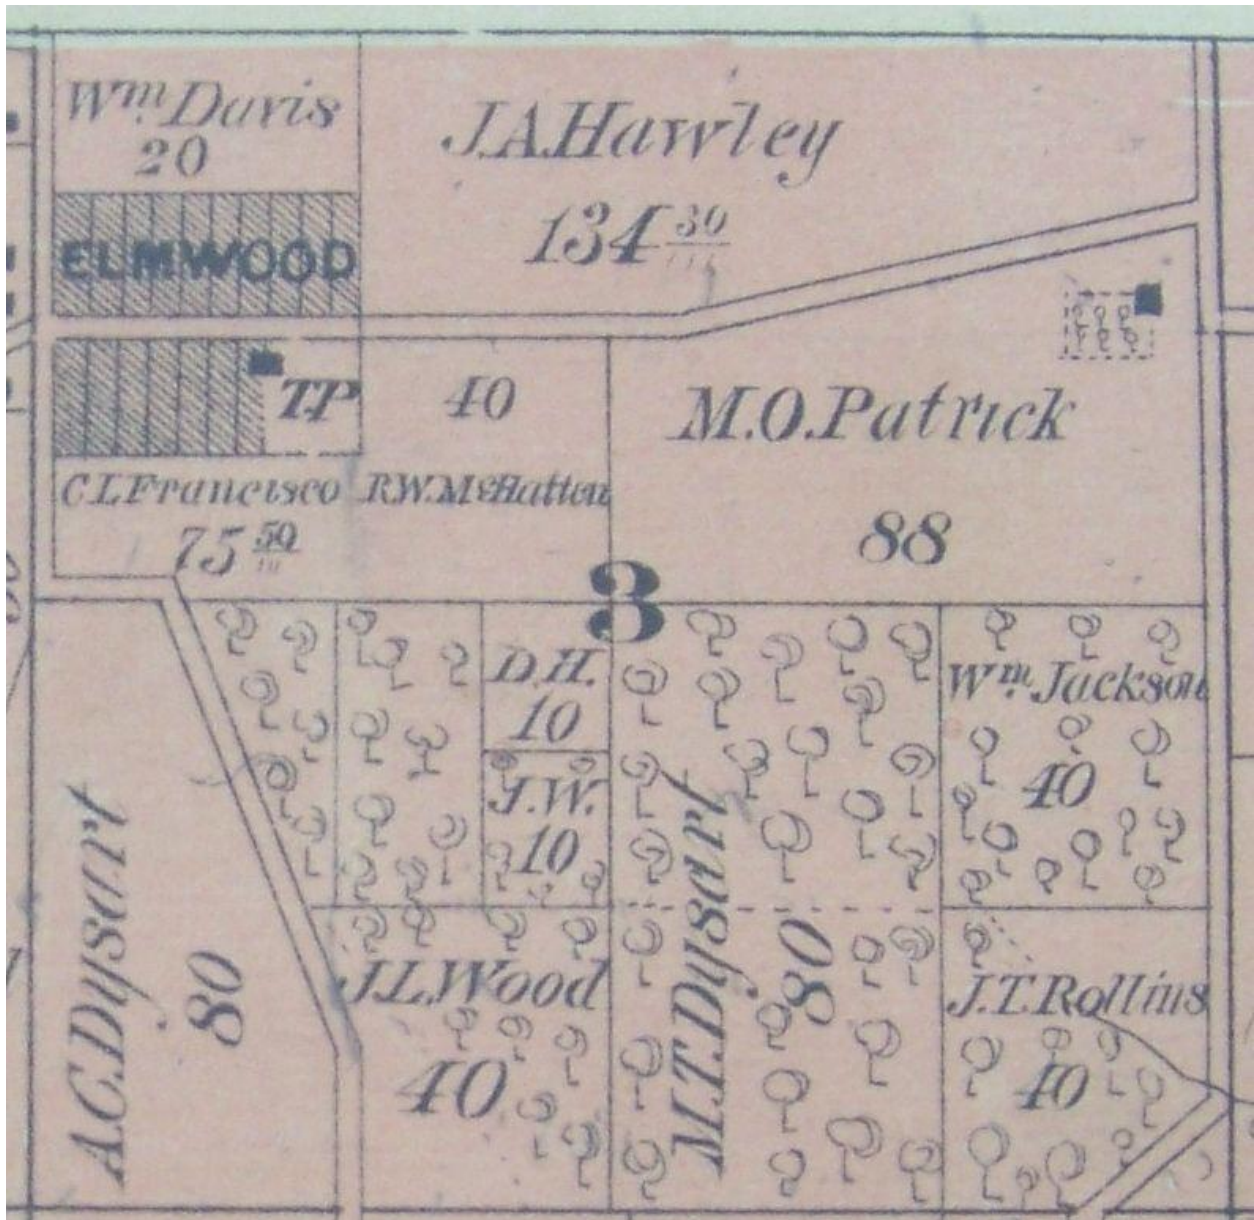 Wm. Davis
20
J.A. Hawley
134 30/
ELMWOOD
T.P
40
M.O. Patrick
C L Francisco
R.W. McHatten
75 50/
88
3
D.H.
10
Wm. Jackson
40
J.W.
10
A.C. Dysart
80
M.T. Dysart
80
J.L. Wood
40
J.T. Rollins
40